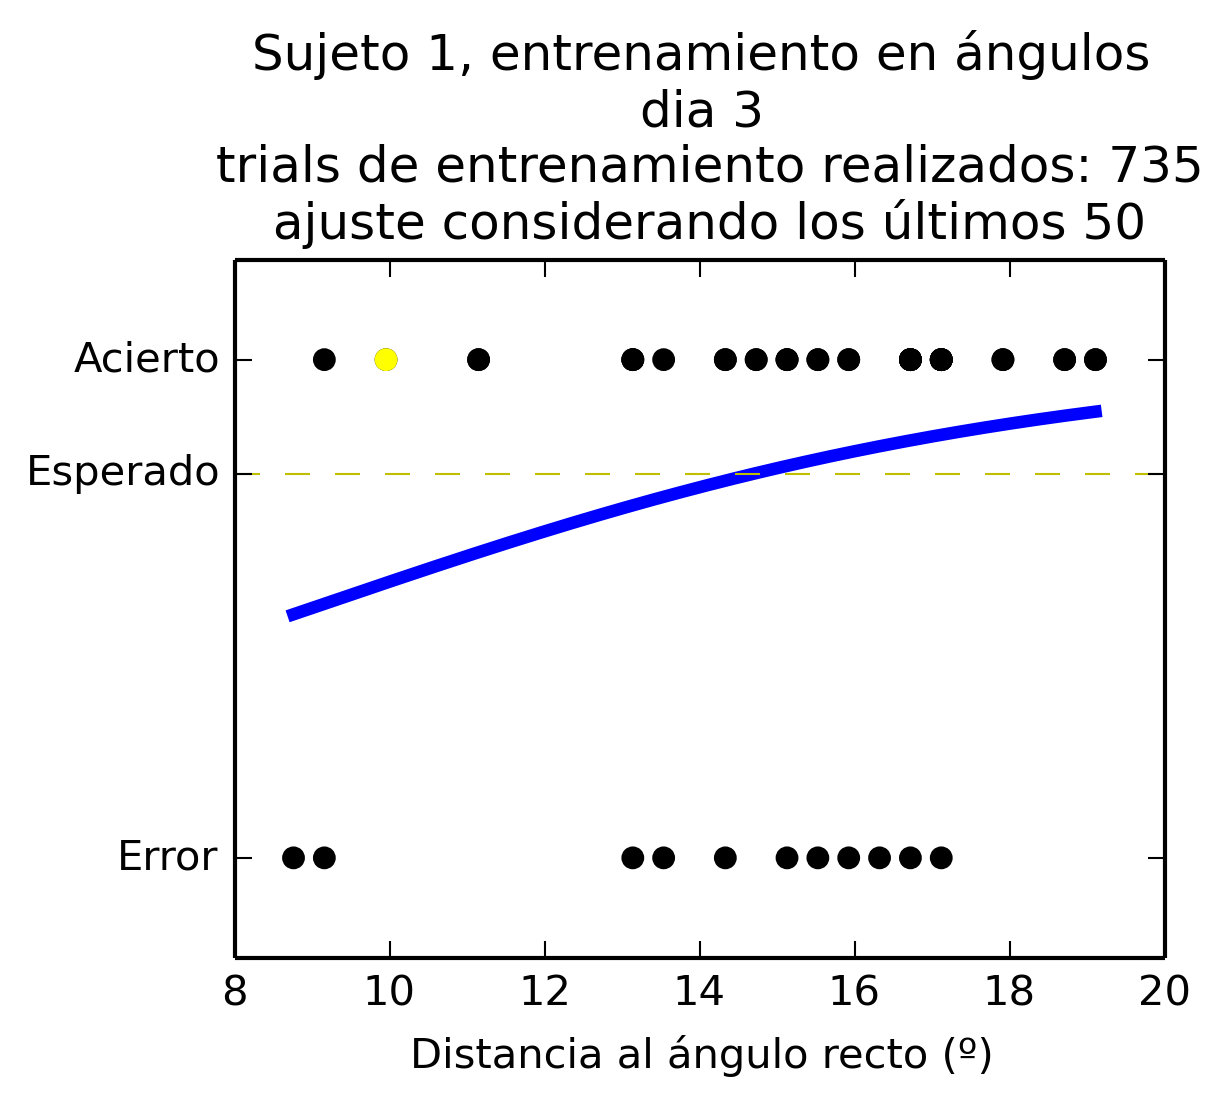 Sujeto 1, entrenamiento en ángulos
dia 3
trials de entrenamiento realizados: 735
ajuste considerando los últimos 50
Acierto
Esperado
Error
8 10 12 14 16 18 20
Distancia al ángulo recto (º)